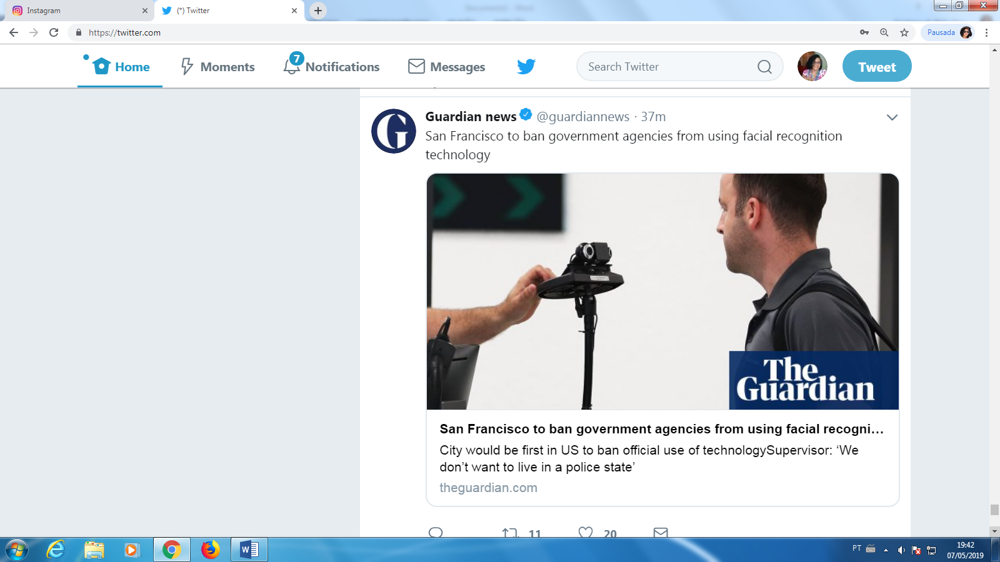 Instagram
(*) Twitter
https://twitter.com
Pausada
Home
Moments
7
Notifications
Messages
Search Twitter
Tweet
Guardian news @guardiannews · 37m
San Francisco to ban government agencies from using facial recognition
technology
The
Guardian
San Francisco to ban government agencies from using facial recogni…
City would be first in US to ban official use of technologySupervisor: ‘We
don’t want to live in a police state’
theguardian.com
11
20
PT
19:42
07/05/2019